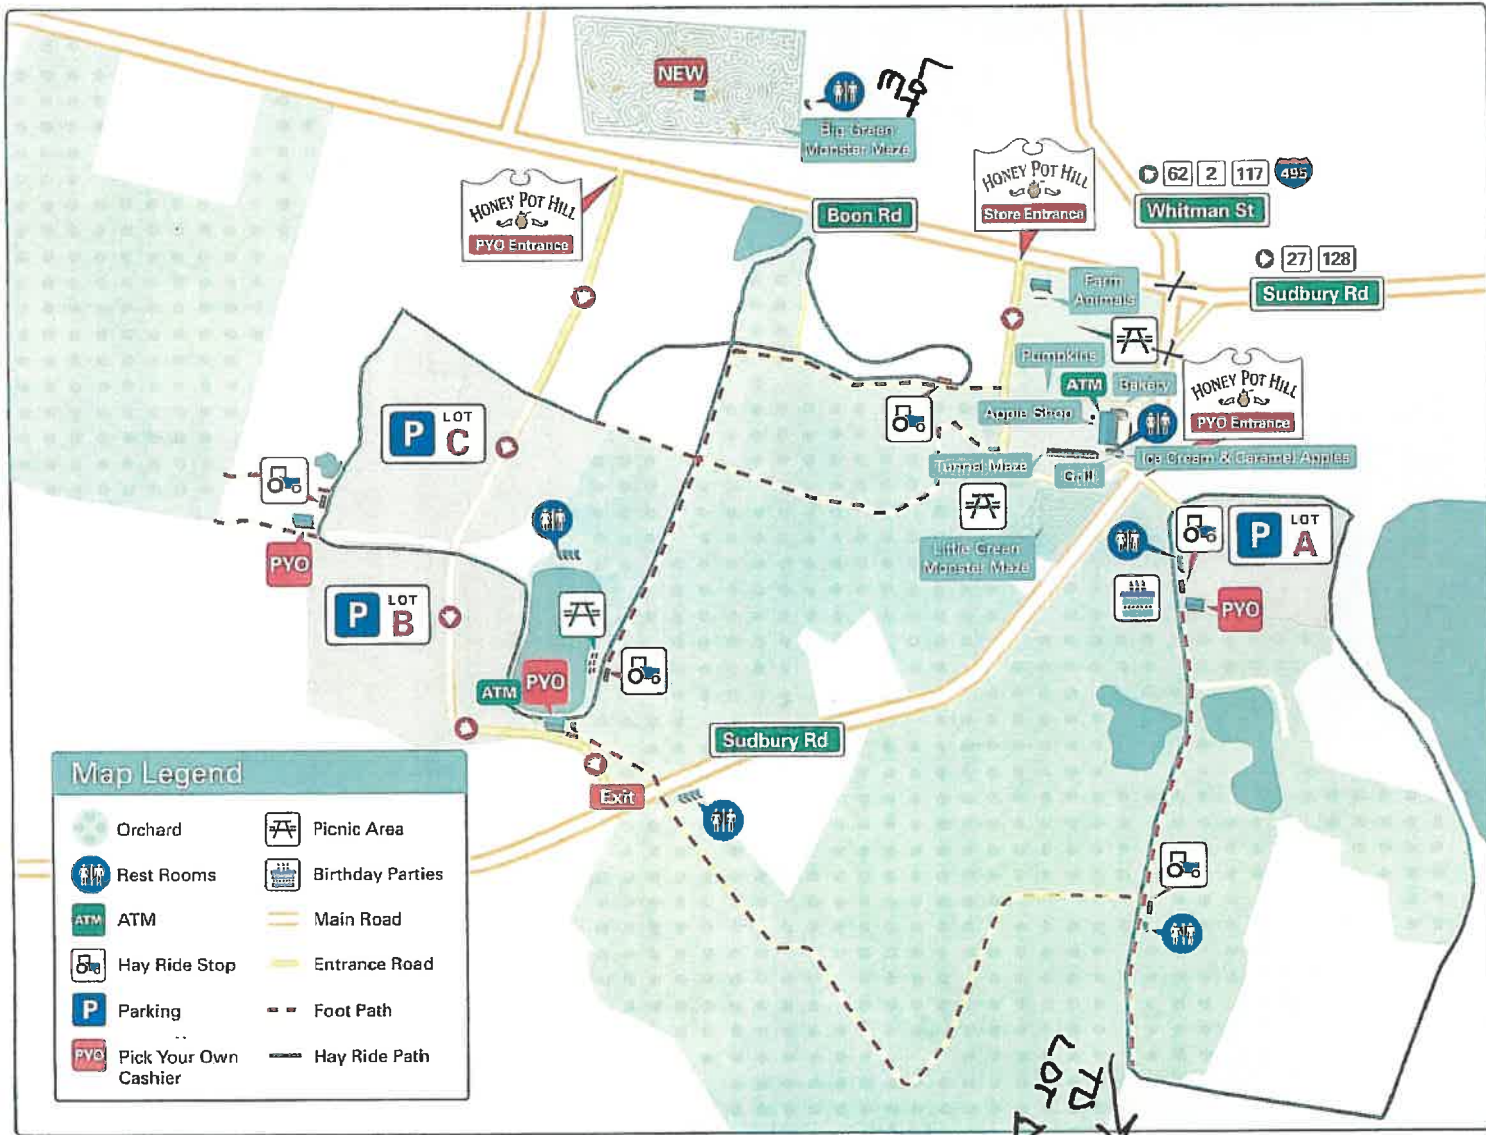 NEW
Big Green
Monster Maze
HONEY POT HILL
PYO Entrance
Boon Rd
HONEY POT HILL
Store Entrance
62 2 117 495
Whitman St
27 128
Sudbury Rd
Farm
Animals
Pumpkins
ATM Bakery
Apple Shop
HONEY POT HILL
PYO Entrance
Tunnel Maze
Grill
Ice Cream & Caramel Apples
Little Green
Monster Maze
P LOT
C
P LOT
A
PYO
PYO
P LOT
B
ATM PYO
Sudbury Rd
Exit
Map Legend
Orchard
Rest Rooms
ATM ATM
Hay Ride Stop
P Parking
PYO Pick Your Own
Cashier
Picnic Area
Birthday Parties
Main Road
Entrance Road
Foot Path
Hay Ride Path
LOT